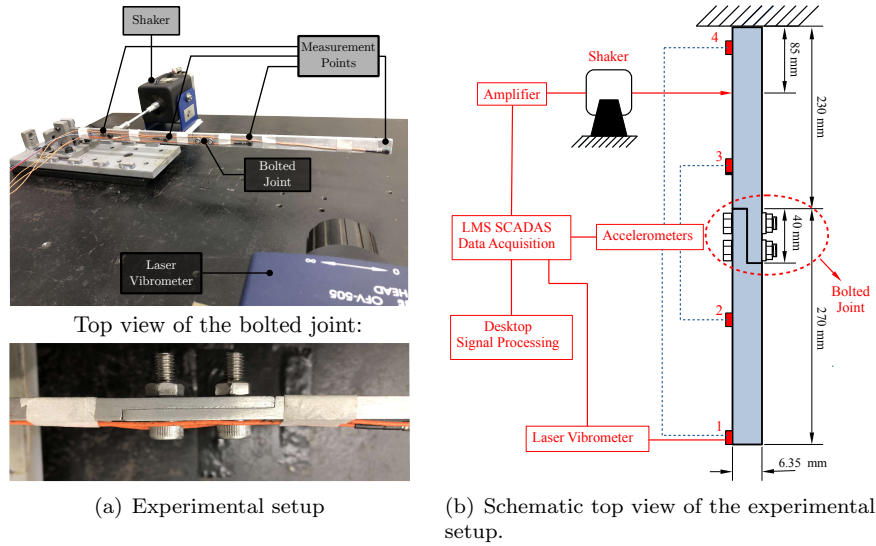 Shaker
Measurement
Points
Bolted
Joint
Laser
Vibrometer
∞
0
OFV-505
HEAD
Top view of the bolted joint:
(a) Experimental setup
4
85 mm
Shaker
Amplifier
230 mm
3
LMS SCADAS
Data Acquisition
Accelerometers
40 mm
Bolted
Joint
2
Desktop
Signal Processing
270 mm
1
Laser Vibrometer
6.35 mm
(b) Schematic top view of the experimental
setup.